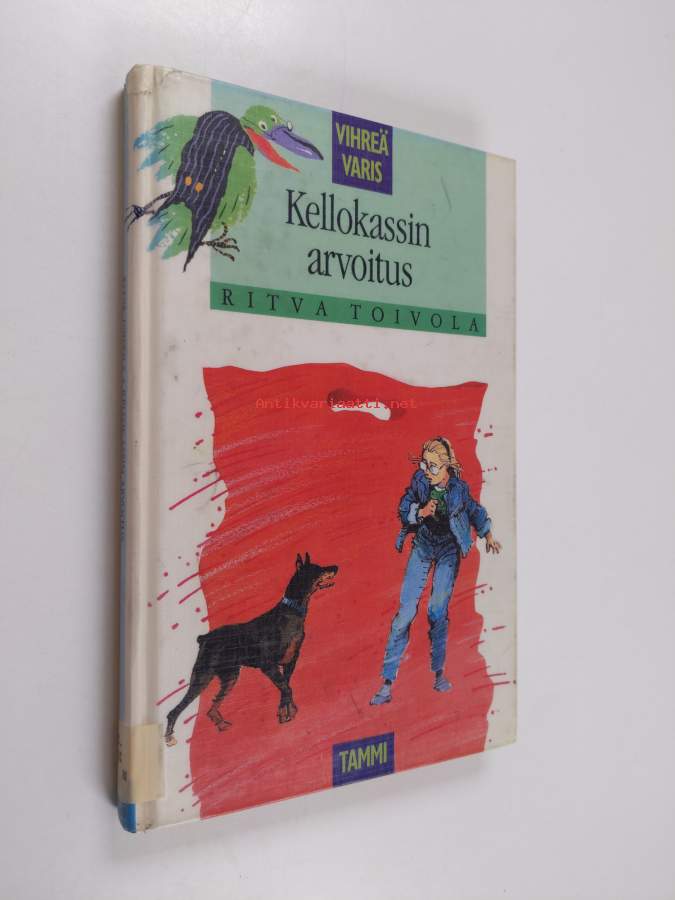 VIHREÄ
VARIS
Kellokassin
arvoitus
RITVA TOIVOLA
Antikvariaatti.net
TAMMI